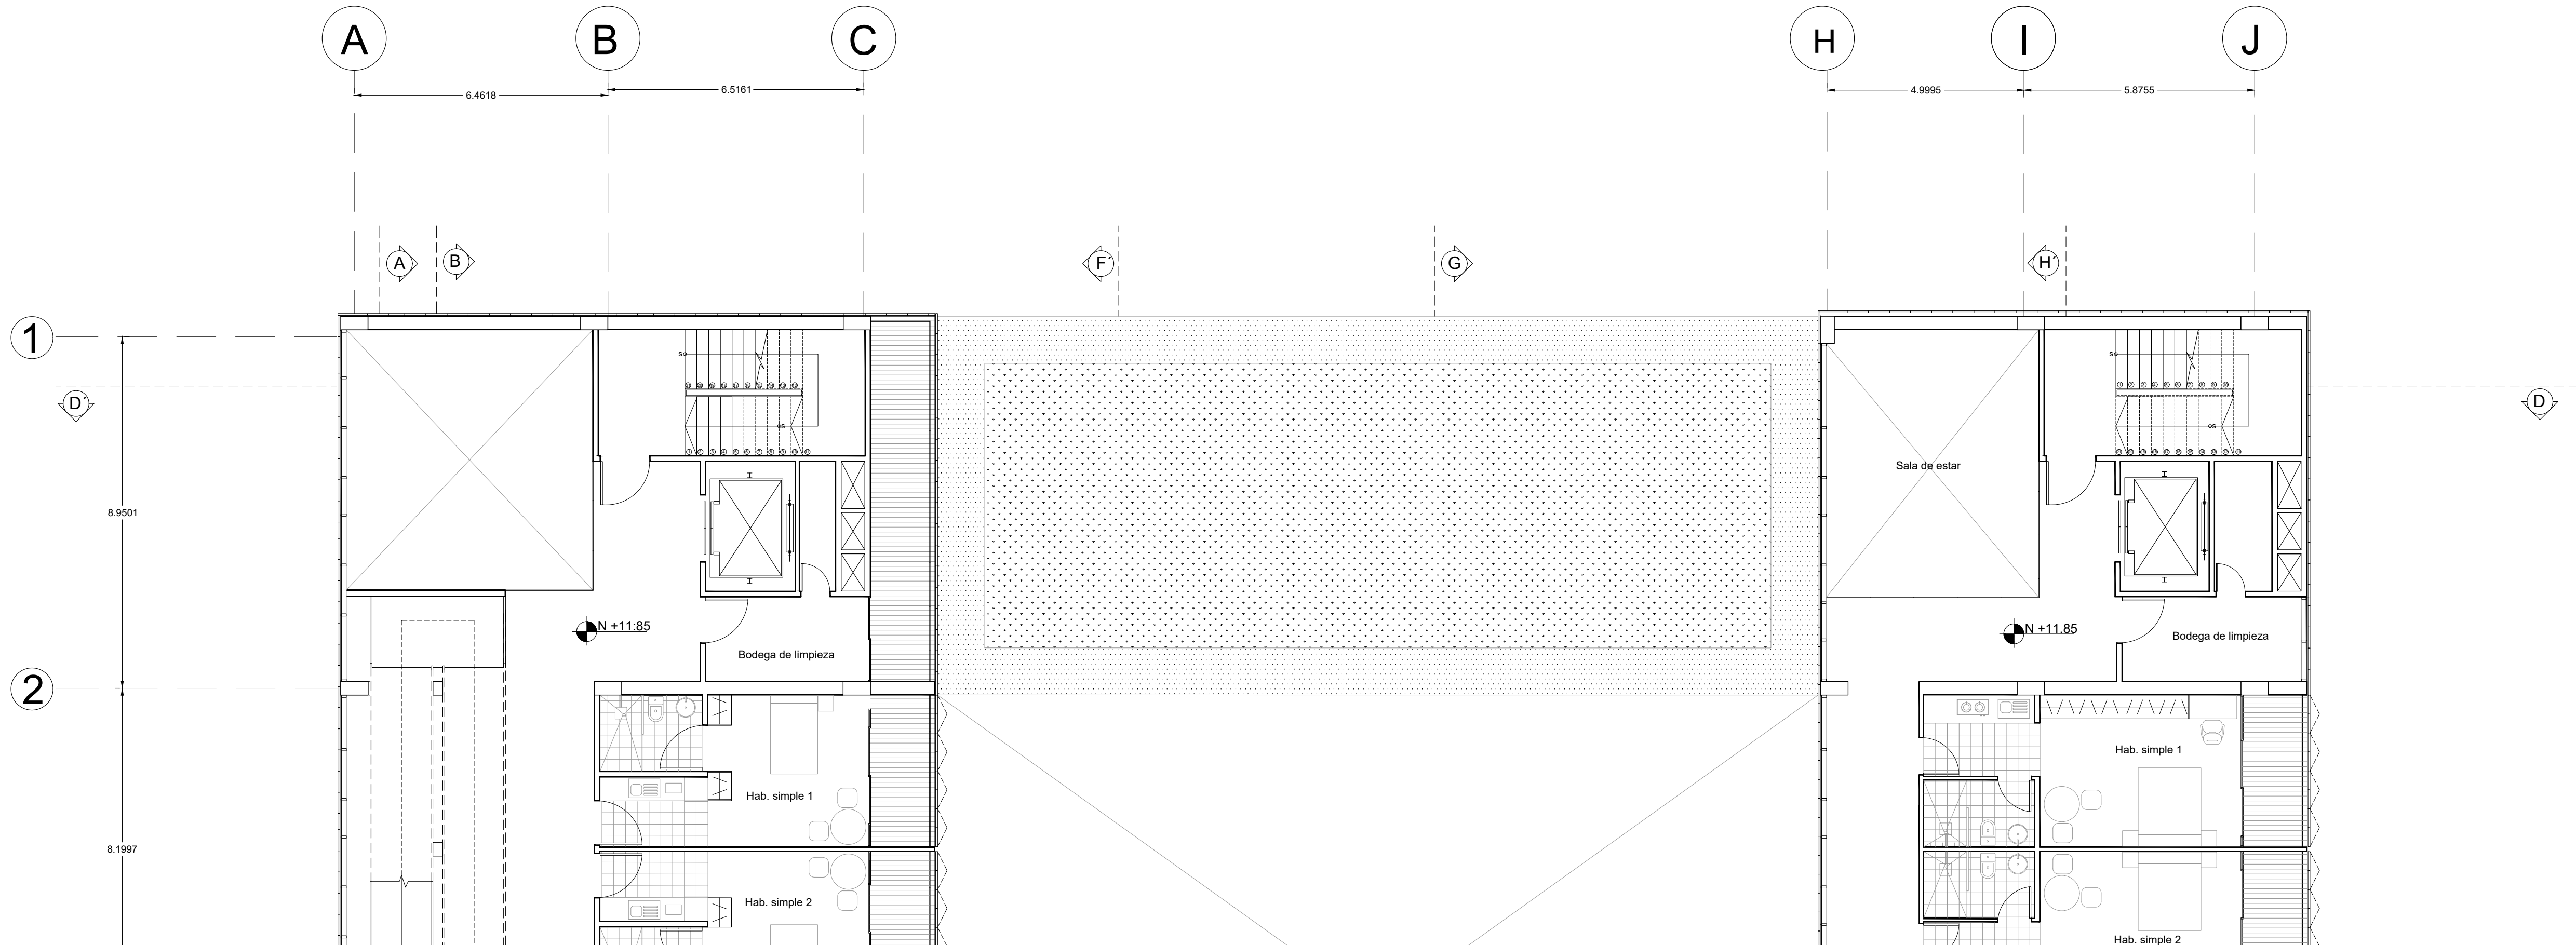 A
B
C
H
I
J
6.4618
6.5161
4.9995
5.8755
A
B
F´
G
H´
1
D´
D
S
S
S
S
8.9501
Sala de estar
N +11:85
N +11.85
Bodega de limpieza
Bodega de limpieza
2
Hab. simple 1
Hab. simple 1
8.1997
Hab. simple 2
Hab. simple 2